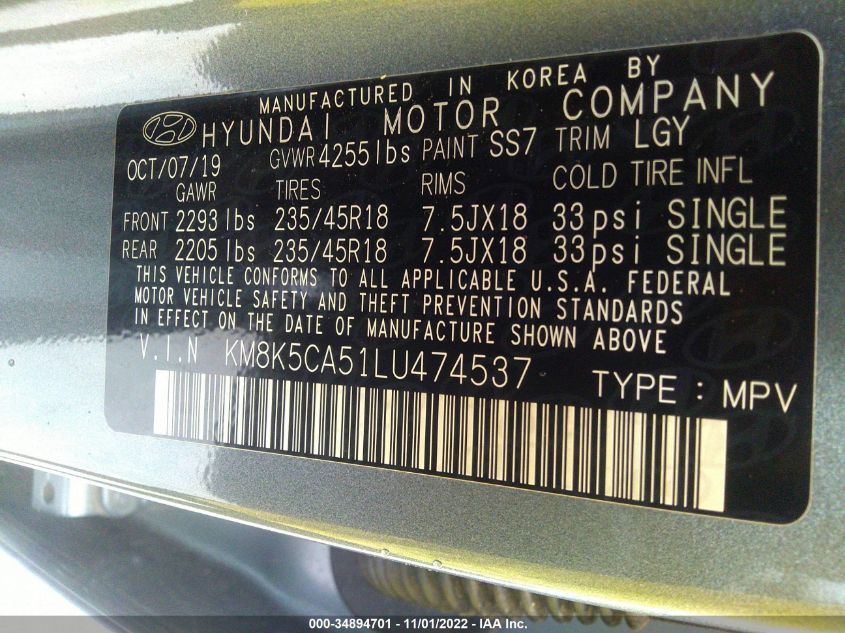 MANUFACTURED IN KOREA BY
HYUNDAI MOTOR COMPANY
OCT/07/19 GVWR 4255lbs PAINT SS7 TRIM LGY
GAWR TIRES RIMS COLD TIRE INFL
FRONT 2293 lbs 235/45R18 7.5JX18 33psi SINGLE
REAR 2205 lbs 235/45R18 7.5JX18 33psi SINGLE
THIS VEHICLE CONFORMS TO ALL APPLICABLE U.S.A. FEDERAL
MOTOR VEHICLE SAFETY AND THEFT PREVENTION STANDARDS
IN EFFECT ON THE DATE OF MANUFACTURE SHOWN ABOVE
V.I.N KM8K5CA51LU474537 TYPE : MPV
000-34894701 - 11/01/2022 - IAA Inc.